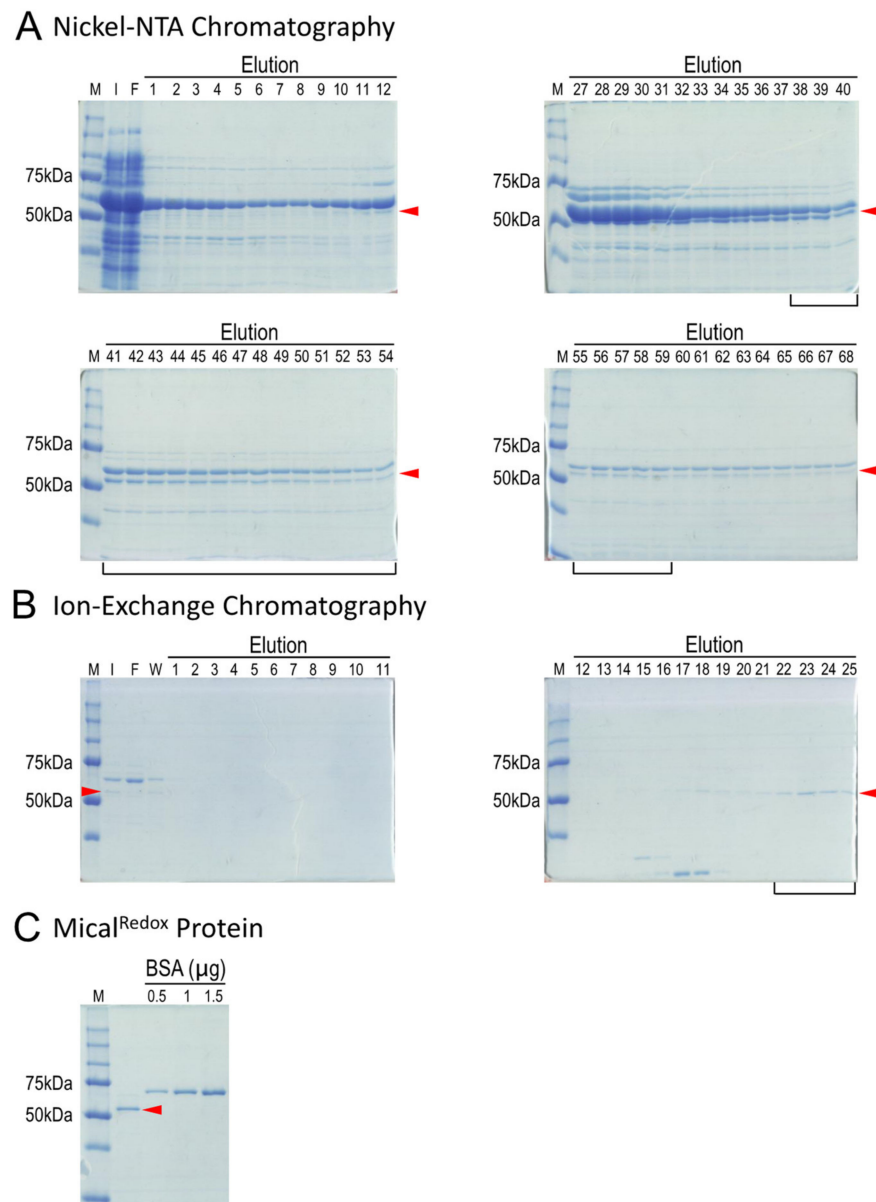 A Nickel-NTA Chromatography
Elution
M I F 1 2 3 4 5 6 7 8 9 10 11 12
75kDa
50kDa
Elution
M 27 28 29 30 31 32 33 34 35 36 37 38 39 40
75kDa
50kDa
Elution
M 41 42 43 44 45 46 47 48 49 50 51 52 53 54
75kDa
50kDa
Elution
M 55 56 57 58 59 60 61 62 63 64 65 66 67 68
75kDa
50kDa
B Ion-Exchange Chromatography
Elution
M I F W 1 2 3 4 5 6 7 8 9 10 11
75kDa
50kDa
Elution
M 12 13 14 15 16 17 18 19 20 21 22 23 24 25
75kDa
50kDa
C Mical^Redox Protein
BSA (μg)
M 0.5 1 1.5
75kDa
50kDa